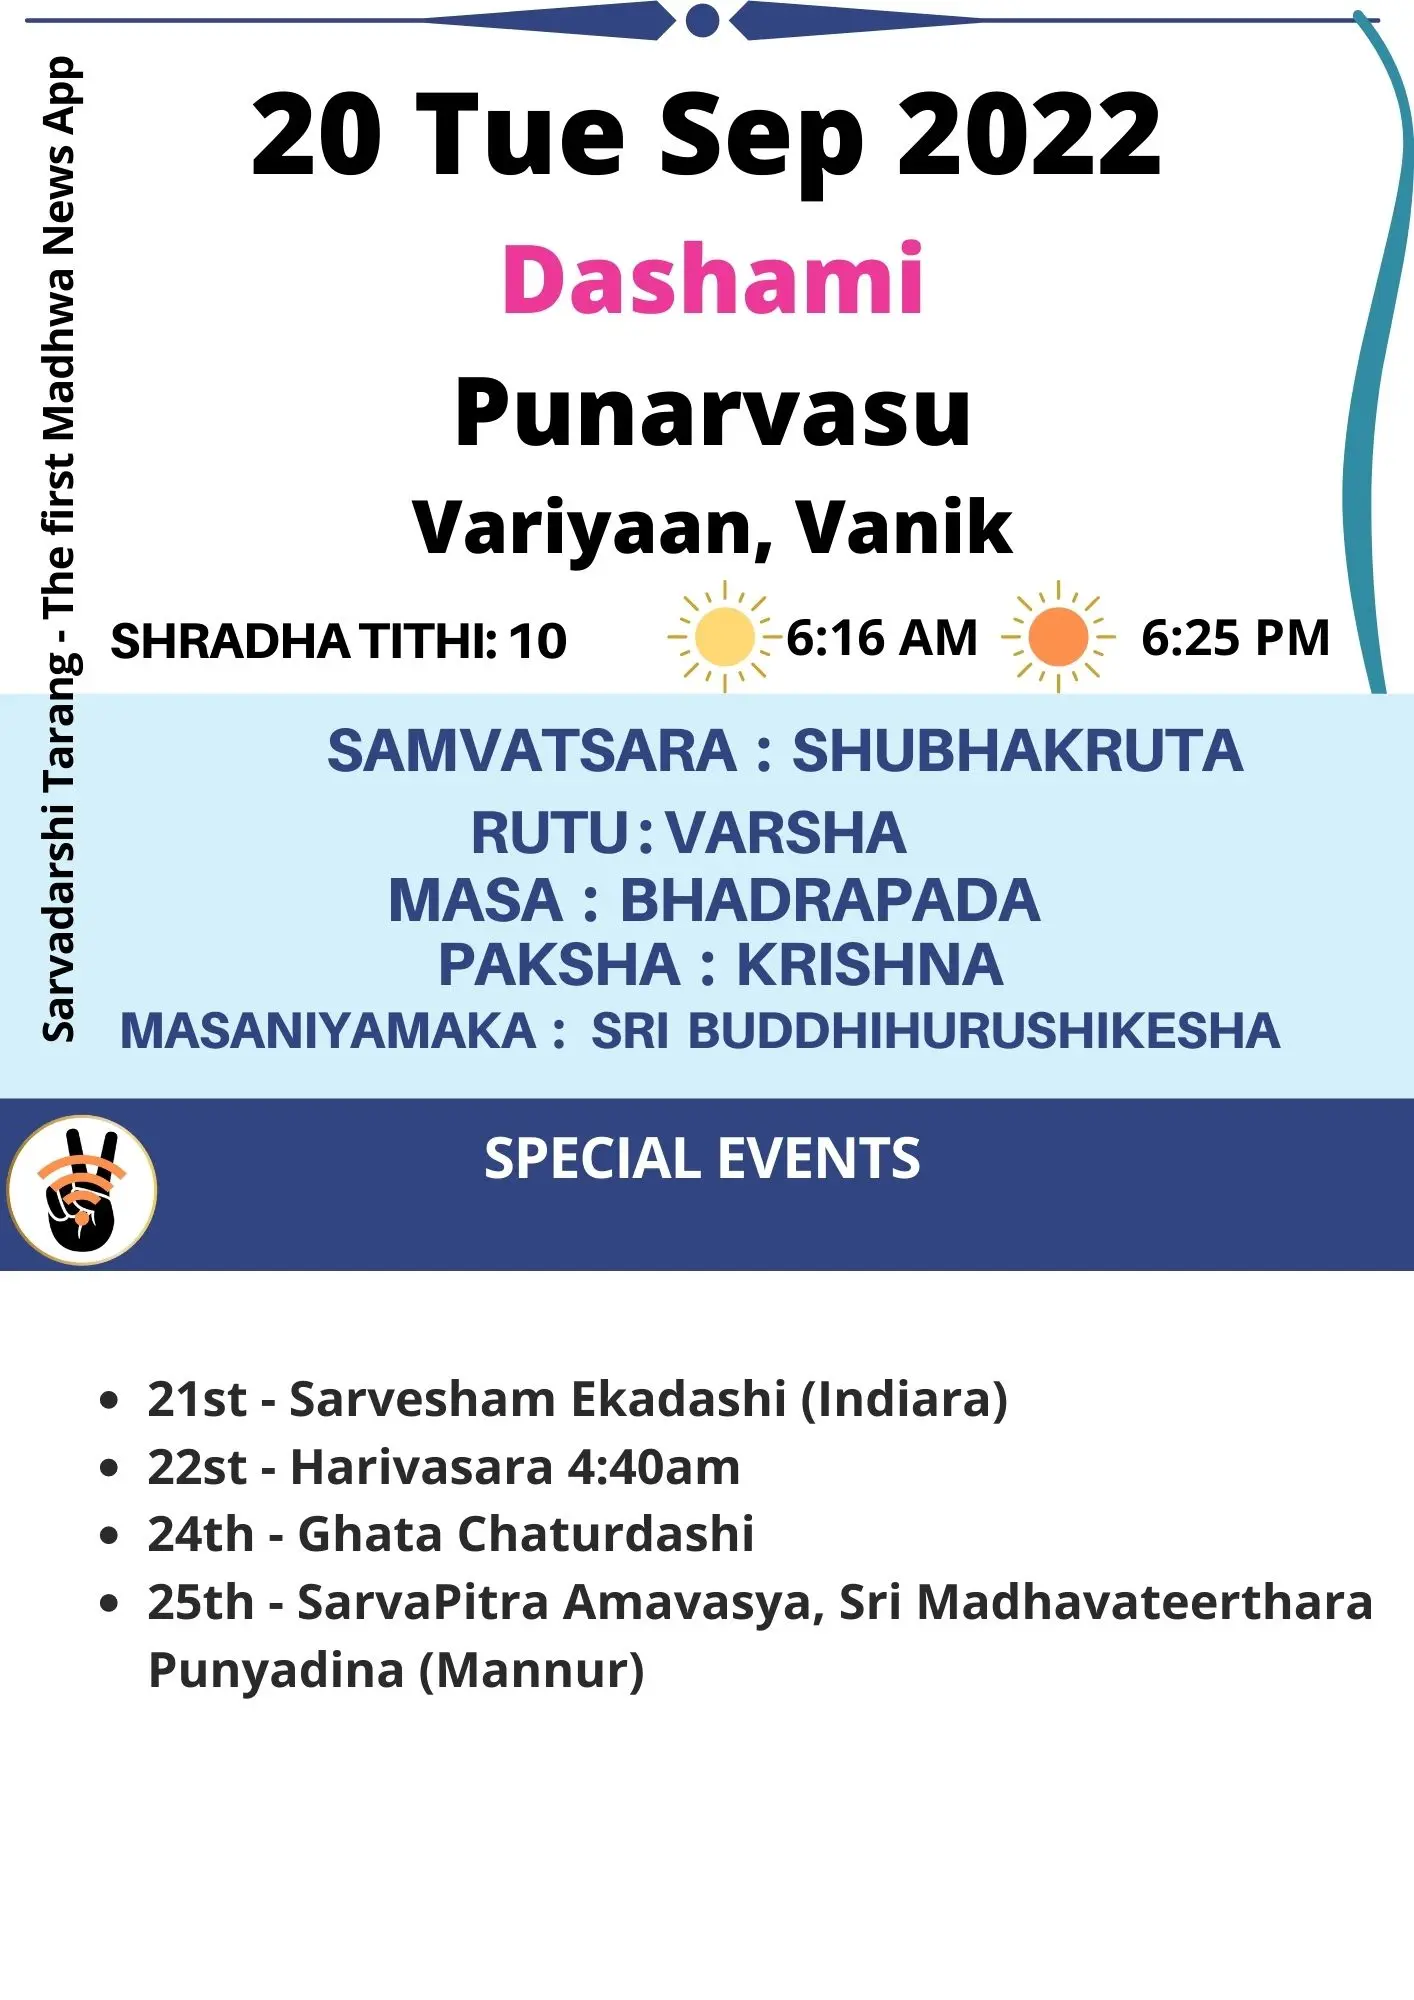 20 Tue Sep 2022
Dashami
Punarvasu
Variyaan, Vanik
SHRADHA TITHI: 10 6:16 AM 6:25 PM
Sarvadarshi Tarang - The first Madhwa News App
SAMVATSARA : SHUBHAKRUTA
RUTU : VARSHA
MASA : BHADRAPADA
PAKSHA : KRISHNA
MASANIYAMAKA : SRI BUDDHIHURUSHIKESHA
SPECIAL EVENTS
• 21st - Sarvesham Ekadashi (Indiara)
• 22st - Harivasara 4:40am
• 24th - Ghata Chaturdashi
• 25th - SarvaPitra Amavasya, Sri Madhavateerthara
Punyadina (Mannur)